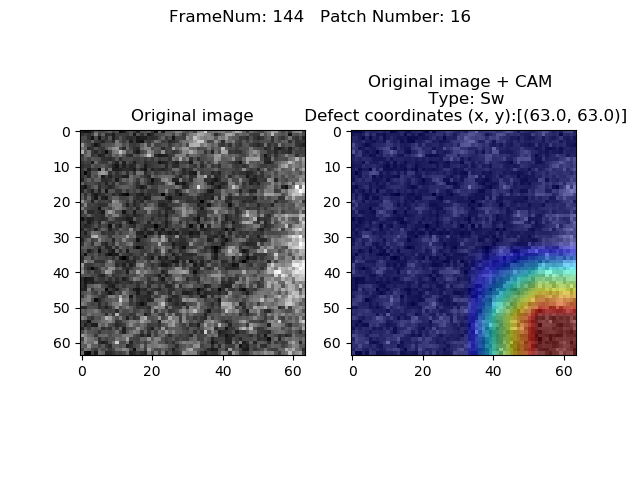 FrameNum: 144   Patch Number: 16
Original image
0
10
20
30
40
50
60
0 20 40 60
Original image + CAM
Type: Sw
Defect coordinates (x, y):[(63.0, 63.0)]
0
10
20
30
40
50
60
0 20 40 60